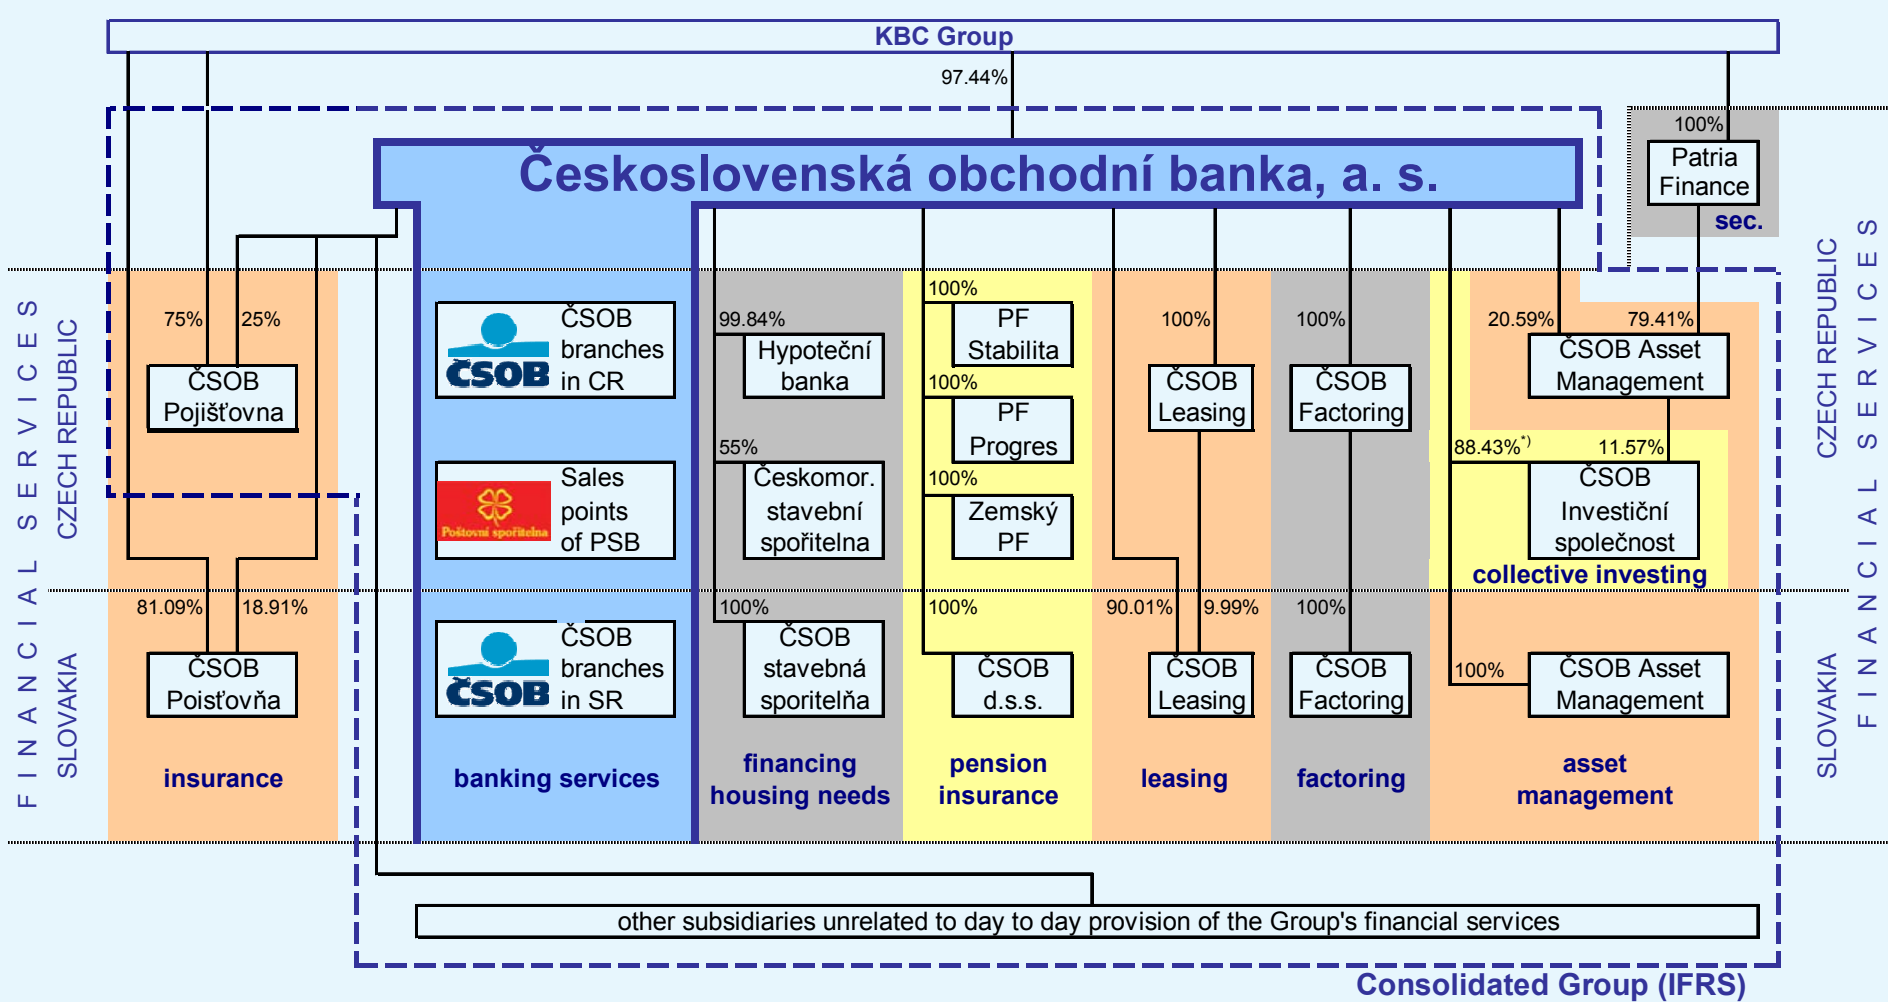 KBC Group
97.44%
100%
Patria
Finance
sec.
Československá obchodní banka, a. s.
FINANCIAL SERVICES
CZECH REPUBLIC
SLOVAKIA
75%
25%
ČSOB
Pojišťovna
81.09%
18.91%
ČSOB
Poisťovňa
insurance
ČSOB
ČSOB
branches
in CR
Poštovní spořitelna
Sales
points
of PSB
ČSOB
ČSOB
branches
in SR
banking services
99.84%
Hypoteční
banka
55%
Českomor.
stavební
spořitelna
100%
ČSOB
stavebná
sporitelňa
financing
housing needs
100%
PF
Stabilita
100%
PF
Progres
100%
Zemský
PF
100%
ČSOB
d.s.s.
pension
insurance
100%
ČSOB
Leasing
90.01%
9.99%
ČSOB
Leasing
leasing
100%
ČSOB
Factoring
100%
ČSOB
Factoring
factoring
20.59%
79.41%
ČSOB Asset
Management
88.43%*)
11.57%
ČSOB
Investiční
společnost
collective investing
100%
ČSOB Asset
Management
asset
management
CZECH REPUBLIC
SLOVAKIA
FINANCIAL SERVICES
other subsidiaries unrelated to day to day provision of the Group's financial services
Consolidated Group (IFRS)